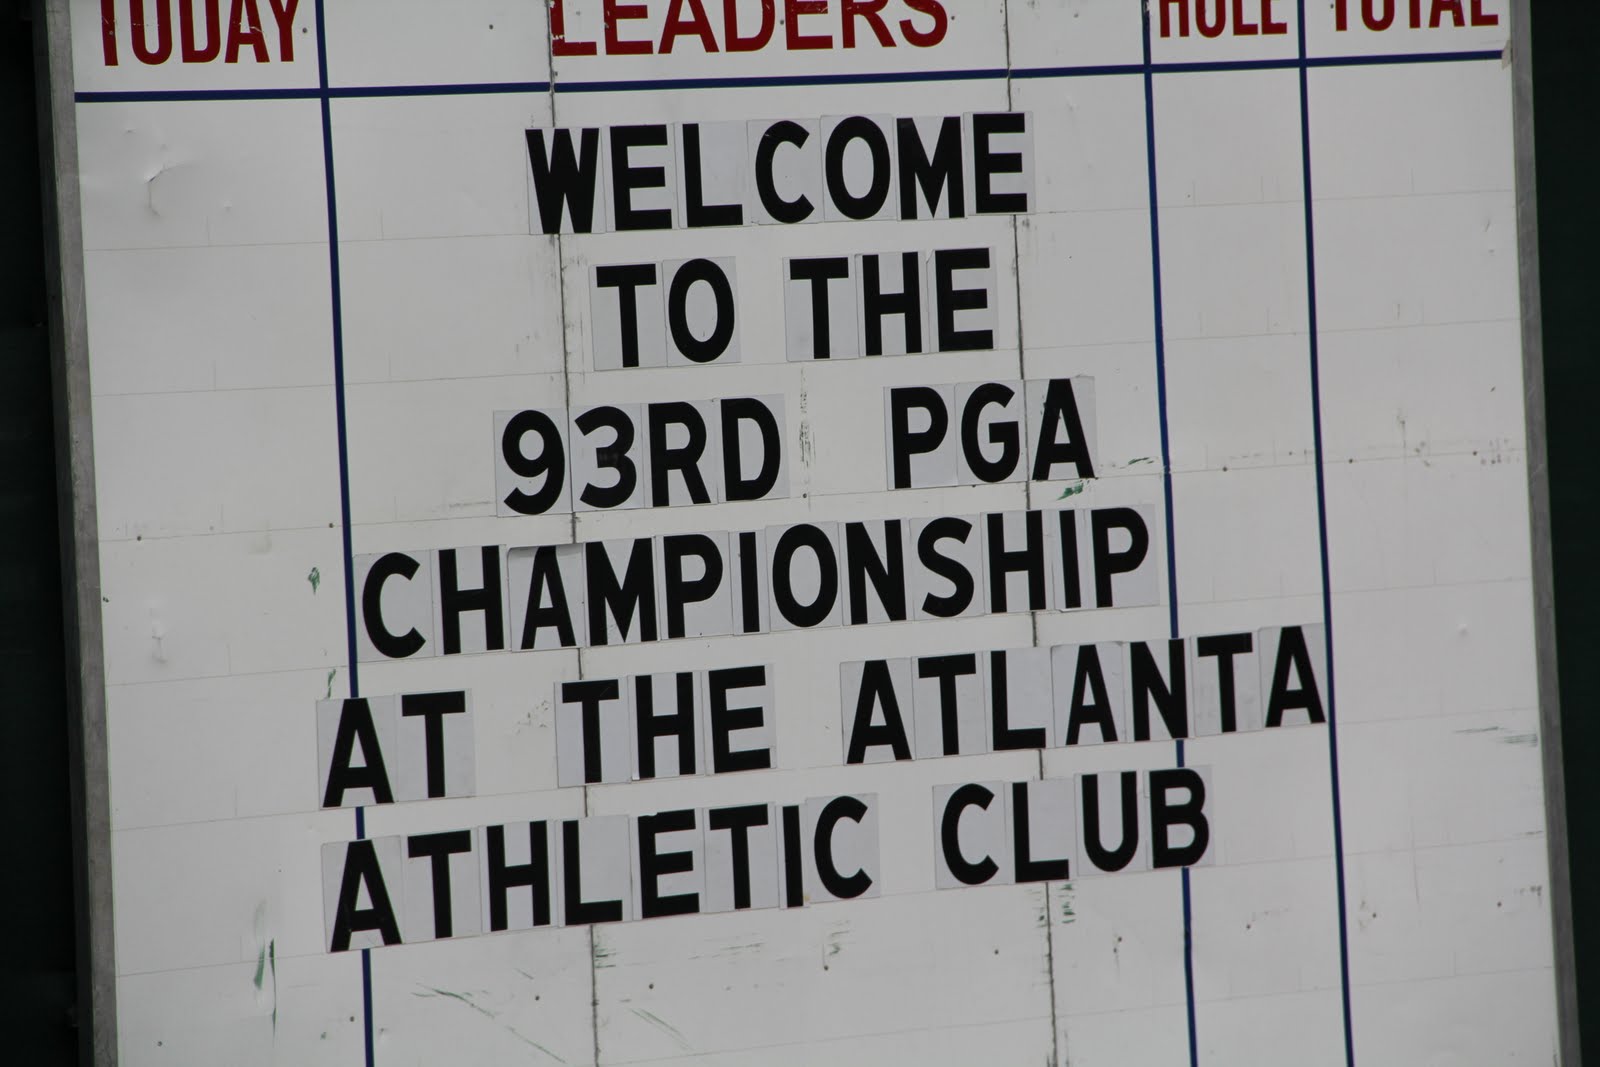 TODAY LEADERS HOLE TOTAL
WELCOME
TO THE
93RD PGA
CHAMPIONSHIP
AT THE ATLANTA
ATHLETIC CLUB